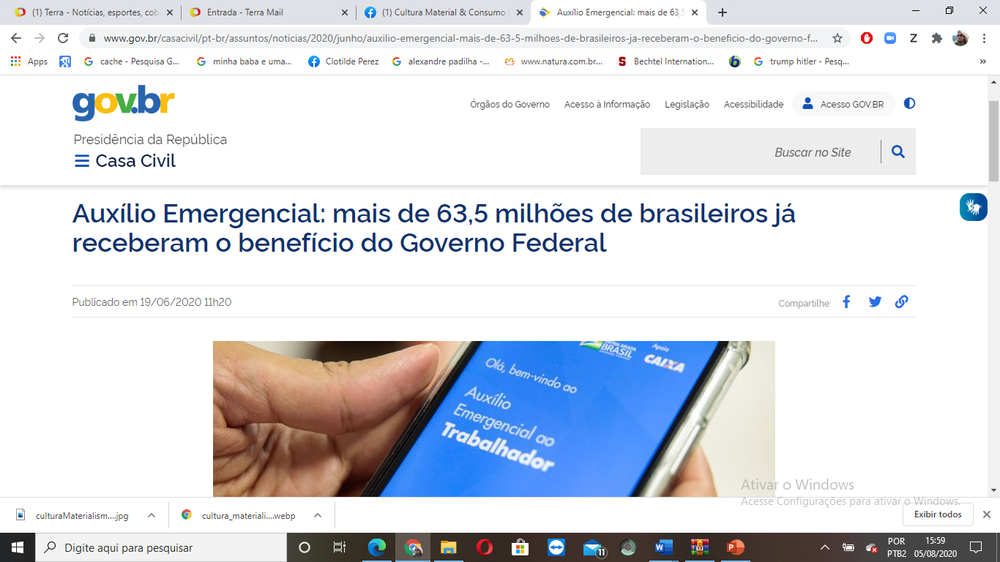 (1) Terra - Notícias, esportes, cob
Entrada - Terra Mail
(1) Cultura Material & Consumo |
Auxílio Emergencial: mais de 63,5
www.gov.br/casacivil/pt-br/assuntos/noticias/2020/junho/auxilio-emergencial-mais-de-63-5-milhoes-de-brasileiros-ja-receberam-o-beneficio-do-governo-f...
Apps
cache - Pesquisa G...
minha baba e uma...
Clotilde Perez
alexandre padilha -...
www.natura.com.br...
Bechtel Internation...
trump hitler - Pesq...
»
gov.br
Órgãos do Governo
Acesso à Informação
Legislação
Acessibilidade
Acesso GOV.BR
Presidência da República
Casa Civil
Buscar no Site
Auxílio Emergencial: mais de 63,5 milhões de brasileiros já
receberam o benefício do Governo Federal
Publicado em 19/06/2020 11h20
Compartilhe:
PÁTRIA AMADA
BRASIL
GOVERNO FEDERAL
Apoio
CAIXA
Olá, bem-vindo ao
Auxílio
Emergencial ao
Trabalhador
Ativar o Windows
Acesse Configurações para ativar o Windows.
culturaMaterialism....jpg
cultura_materiali....webp
Exibir todos
Digite aqui para pesquisar
11
POR
PTB2
15:59
05/08/2020